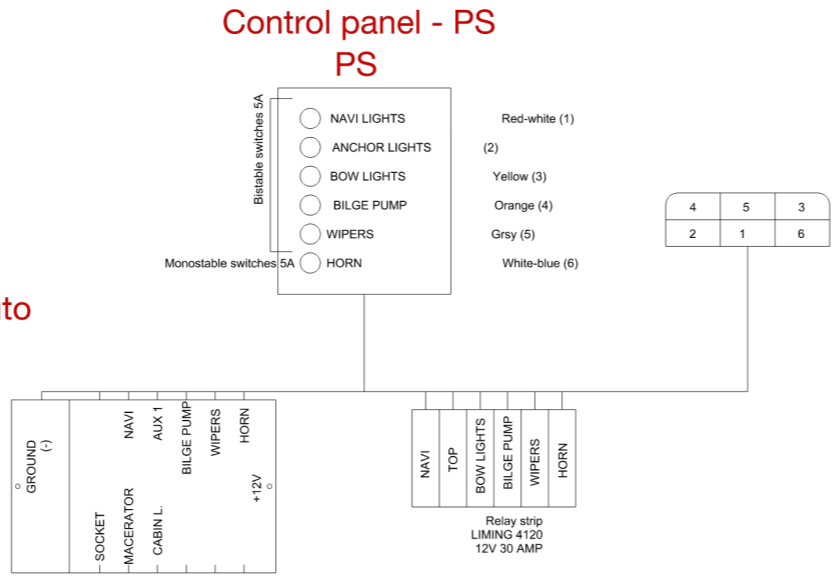 Control panel - PS
PS
Bistable switches 5A
NAVI LIGHTS Red-white (1)
ANCHOR LIGHTS (2)
BOW LIGHTS Yellow (3)
BILGE PUMP Orange (4)
WIPERS Grsy (5)
Monostable switches 5A HORN White-blue (6)
4 5 3
2 1 6
GROUND (-)
NAVI
AUX 1
BILGE PUMP
WIPERS
HORN
SOCKET
MACERATOR
CABIN L.
+12V
NAVI
TOP
BOW LIGHTS
BILGE PUMP
WIPERS
HORN
Relay strip
LIMING 4120
12V 30 AMP